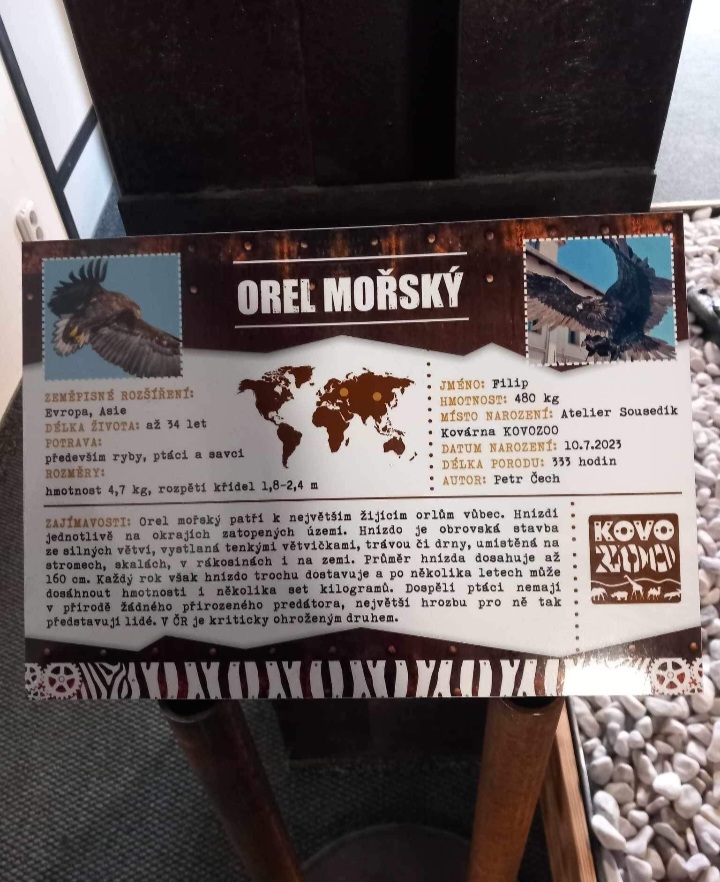 OREL MOŘSKÝ
ZEMĚPISNÉ ROZŠÍŘENÍ:
Evropa, Asie
DÉLKA ŽIVOTA: až 34 let
POTRAVA:
především ryby, ptáci a savci
ROZMĚRY:
hmotnost 4,7 kg, rozpětí křídel 1,8-2,4 m
JMÉNO: Filip
HMOTNOST: 480 kg
MÍSTO NAROZENÍ: Atelier Sousedík
Kovárna KOVOZOO
DATUM NAROZENÍ: 10.7.2023
DÉLKA PORODU: 333 hodin
AUTOR: Petr Čech
ZAJÍMAVOSTI: Orel mořský patří k největším žijícím orlům vůbec. Hnízdí
jednotlivě na okrajích zatopených území. Hnízdo je obrovská stavba
ze silných větví, vystlaná tenkými větvičkami, trávou či drny, umístěná na
stromech, skalách, v rákosinách i na zemi. Průměr hnízda dosahuje až
160 cm. Každý rok však hnízdo trochu dostavuje a po několika letech může
dosáhnout hmotnosti i několika set kilogramů. Dospělí ptáci nemají
v přírodě žádného přirozeného predátora, největší hrozbu pro ně tak
představují lidé. V ČR je kriticky ohroženým druhem.
KOVO
ZOO